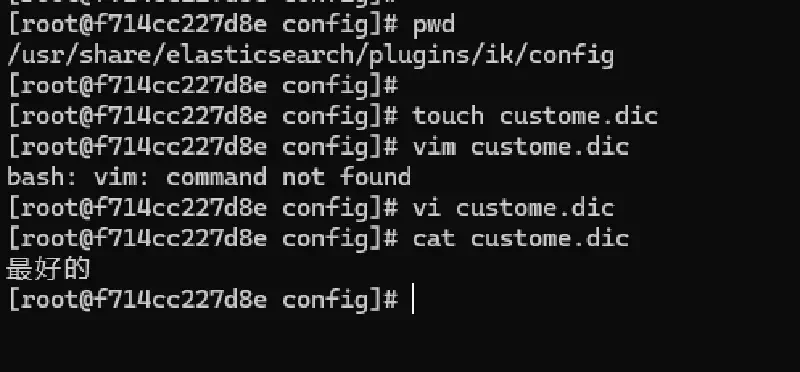 [root@f714cc227d8e config]# pwd
/usr/share/elasticsearch/plugins/ik/config
[root@f714cc227d8e config]#
[root@f714cc227d8e config]# touch custome.dic
[root@f714cc227d8e config]# vim custome.dic
bash: vim: command not found
[root@f714cc227d8e config]# vi custome.dic
[root@f714cc227d8e config]# cat custome.dic
最好的
[root@f714cc227d8e config]#